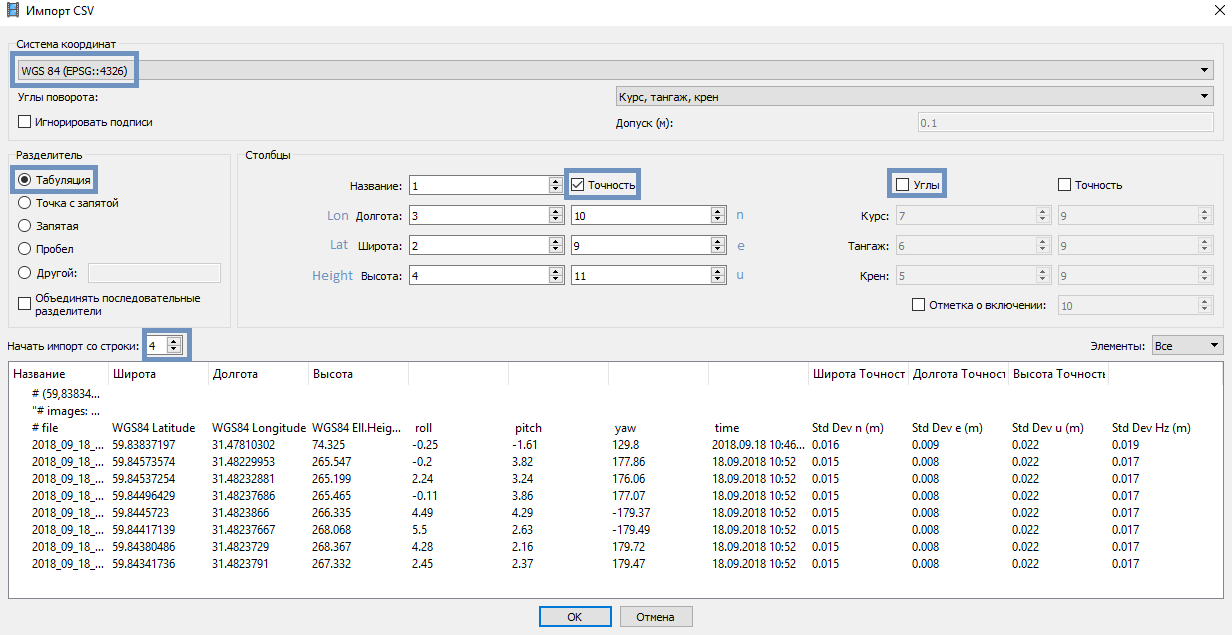 Импорт CSV
Система координат
WGS 84 (EPSG::4326)
Углы поворота:
Курс, тангаж, крен
Игнорировать подписи
Допуск (м):
0.1
Разделитель
Табуляция
Точка с запятой
Запятая
Пробел
Другой:
Объединять последовательные
разделители
Столбцы
Название: 1 Точность
Lon Долгота: 3 10 n
Lat Широта: 2 9 e
Height Высота: 4 11 u
Углы Точность
Курс: 7 9
Тангаж: 6 9
Крен: 5 9
Отметка о включении: 10
Начать импорт со строки: 4
Элементы: Все
Название Широта Долгота Высота Широта Точност Долгота Точност Высота Точность
# (59,83834...
"# images: ...
# file WGS84 Latitude WGS84 Longitude WGS84 Ell.Heig... roll pitch yaw time Std Dev n (m) Std Dev e (m) Std Dev u (m) Std Dev Hz (m)
2018_09_18_... 59.83837197 31.47810302 74.325 -0.25 -1.61 129.8 2018.09.18 10:46... 0.016 0.009 0.022 0.019
2018_09_18_... 59.84573574 31.48229953 265.547 -0.2 3.82 177.86 18.09.2018 10:52 0.015 0.008 0.022 0.017
2018_09_18_... 59.84537254 31.48232881 265.199 2.24 3.24 176.06 18.09.2018 10:52 0.015 0.008 0.022 0.017
2018_09_18_... 59.84496429 31.48237686 265.465 -0.11 3.86 177.07 18.09.2018 10:52 0.015 0.008 0.022 0.017
2018_09_18_... 59.8445723 31.4823866 266.335 4.49 4.29 -179.37 18.09.2018 10:52 0.015 0.008 0.022 0.017
2018_09_18_... 59.84417139 31.48237667 268.068 5.5 2.63 -179.49 18.09.2018 10:52 0.015 0.008 0.022 0.017
2018_09_18_... 59.84380486 31.4823729 268.367 4.28 2.16 179.72 18.09.2018 10:52 0.015 0.008 0.022 0.017
2018_09_18_... 59.84341736 31.4823791 267.332 2.45 2.37 179.47 18.09.2018 10:52 0.015 0.008 0.022 0.017
OK Отмена